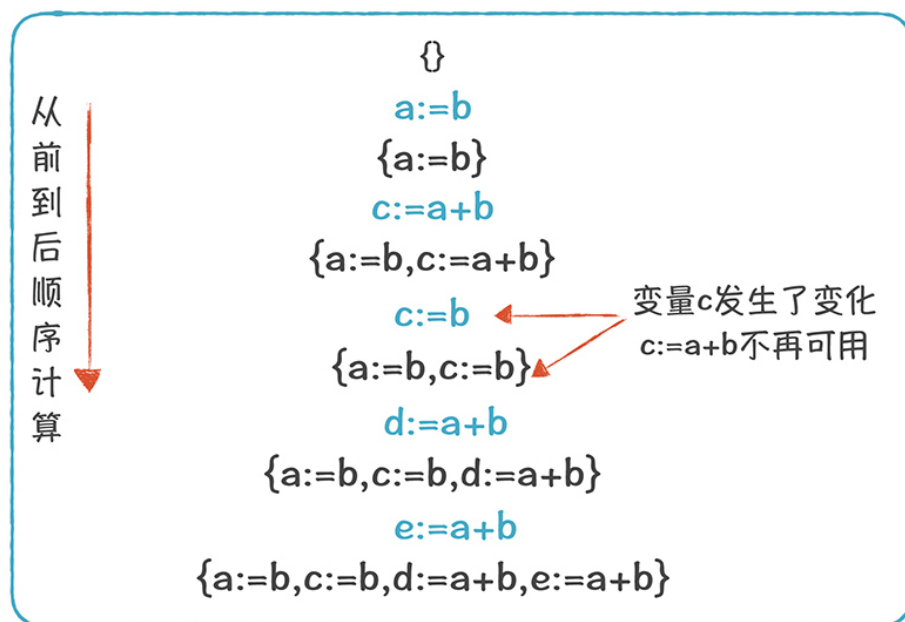 从前到后顺序计算
{}
a:=b
{a:=b}
c:=a+b
{a:=b,c:=a+b}
c:=b
{a:=b,c:=b}
变量c发生了变化
c:=a+b不再可用
d:=a+b
{a:=b,c:=b,d:=a+b}
e:=a+b
{a:=b,c:=b,d:=a+b,e:=a+b}